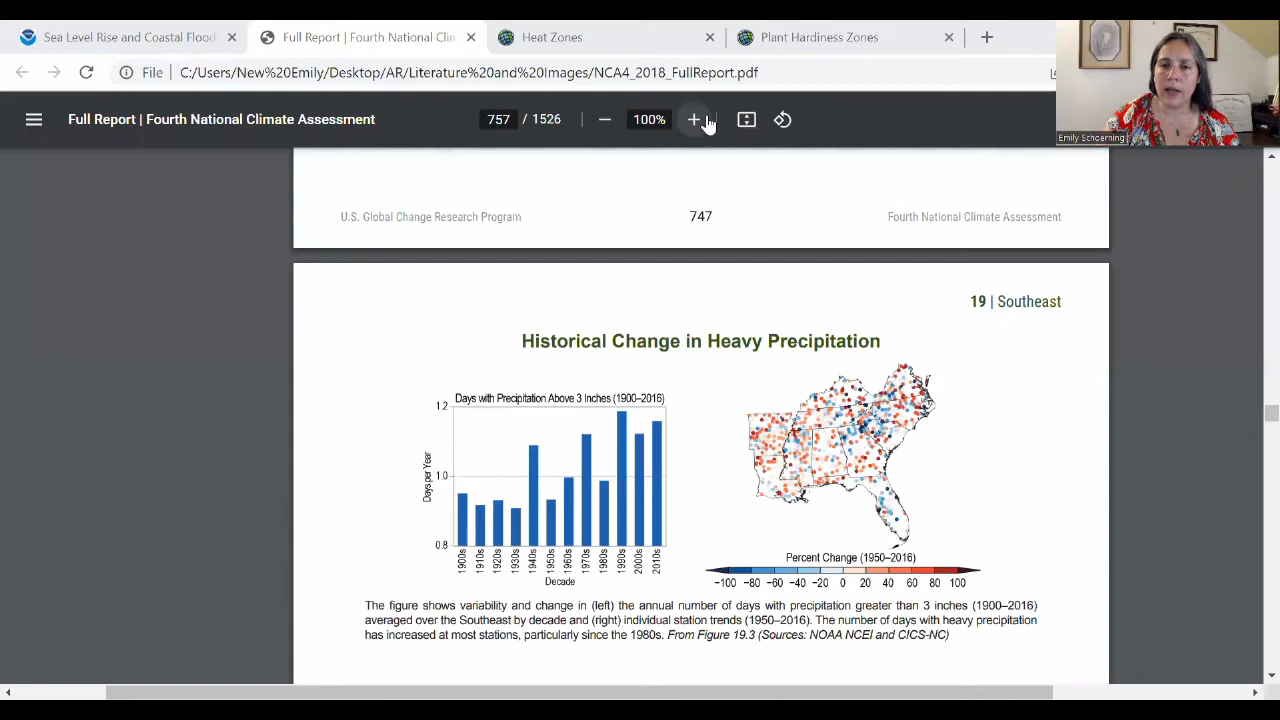 Sea Level Rise and Coastal Flood
Full Report | Fourth National Clim
Heat Zones
Plant Hardiness Zones
File
C:/Users/New%20Emily/Desktop/AR/Literature%20and%20Images/NCA4_2018_FullReport.pdf
Full Report | Fourth National Climate Assessment
757 / 1526
100%
Emily Schoerning
U.S. Global Change Research Program
747
Fourth National Climate Assessment
19 | Southeast
Historical Change in Heavy Precipitation
Days with Precipitation Above 3 Inches (1900–2016)
1.2
1.0
0.8
Days per Year
1900s
1910s
1920s
1930s
1940s
1950s
1960s
1970s
1980s
1990s
2000s
2010s
Decade
Percent Change (1950–2016)
−100 −80 −60 −40 −20 0 20 40 60 80 100
The figure shows variability and change in (left) the annual number of days with precipitation greater than 3 inches (1900–2016)
averaged over the Southeast by decade and (right) individual station trends (1950–2016). The number of days with heavy precipitation
has increased at most stations, particularly since the 1980s. From Figure 19.3 (Sources: NOAA NCEI and CICS-NC)